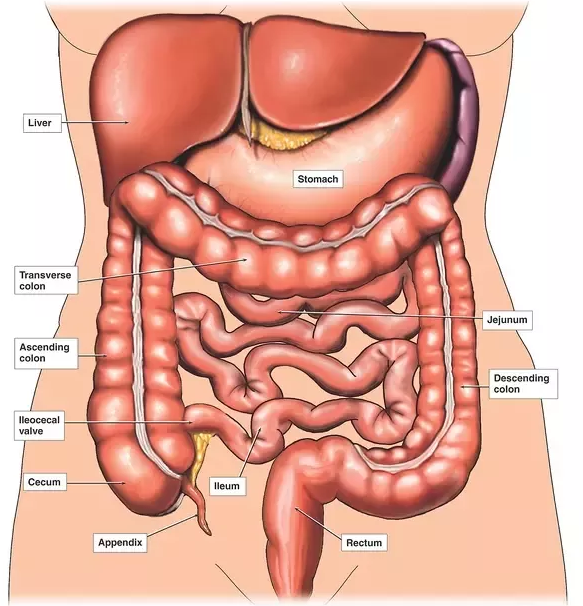 Liver
Stomach
Transverse
colon
Jejunum
Ascending
colon
Descending
colon
Ileocecal
valve
Cecum
Ileum
Appendix
Rectum